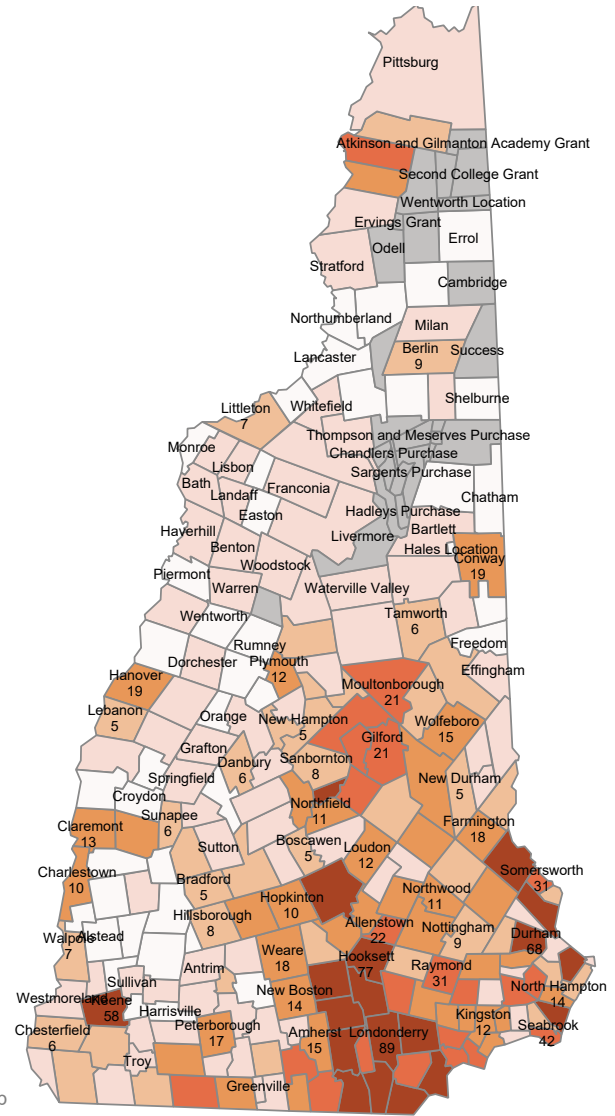 Pittsburg
Atkinson and Gilmanton Academy Grant
Second College Grant
Wentworth Location
Ervings Grant
Odell
Errol
Stratford
Cambridge
Northumberland
Milan
Berlin
9
Success
Lancaster
Shelburne
Whitefield
Littleton
7
Thompson and Meserves Purchase
Monroe
Chandlers Purchase
Lisbon
Sargents Purchase
Bath
Landaff
Franconia
Chatham
Easton
Hadleys Purchase
Haverhill
Livermore
Bartlett
Benton
Hales Location
Conway
19
Woodstock
Piermont
Warren
Waterville Valley
Wentworth
Tamworth
6
Rumney
Freedom
Dorchester
Plymouth
12
Effingham
Hanover
19
Moultonborough
21
Lebanon
5
Orange
New Hampton
5
Wolfeboro
15
Gilford
21
Grafton
Danbury
6
Sanbornton
8
Springfield
New Durham
5
Croydon
Northfield
11
Sunapee
6
Claremont
13
Farmington
18
Sutton
Boscawen
5
Loudon
12
Charlestown
10
Somersworth
31
Bradford
5
Northwood
11
Hopkinton
10
Hillsborough
8
Allenstown
22
Nottingham
9
Durham
68
Walpole
7
Alstead
Weare
18
Hooksett
77
Antrim
Raymond
31
Sullivan
North Hampton
14
New Boston
14
Westmoreland
Keene
58
Harrisville
Kingston
12
Chesterfield
6
Peterborough
17
Amherst
15
Londonderry
89
Seabrook
42
Troy
Greenville